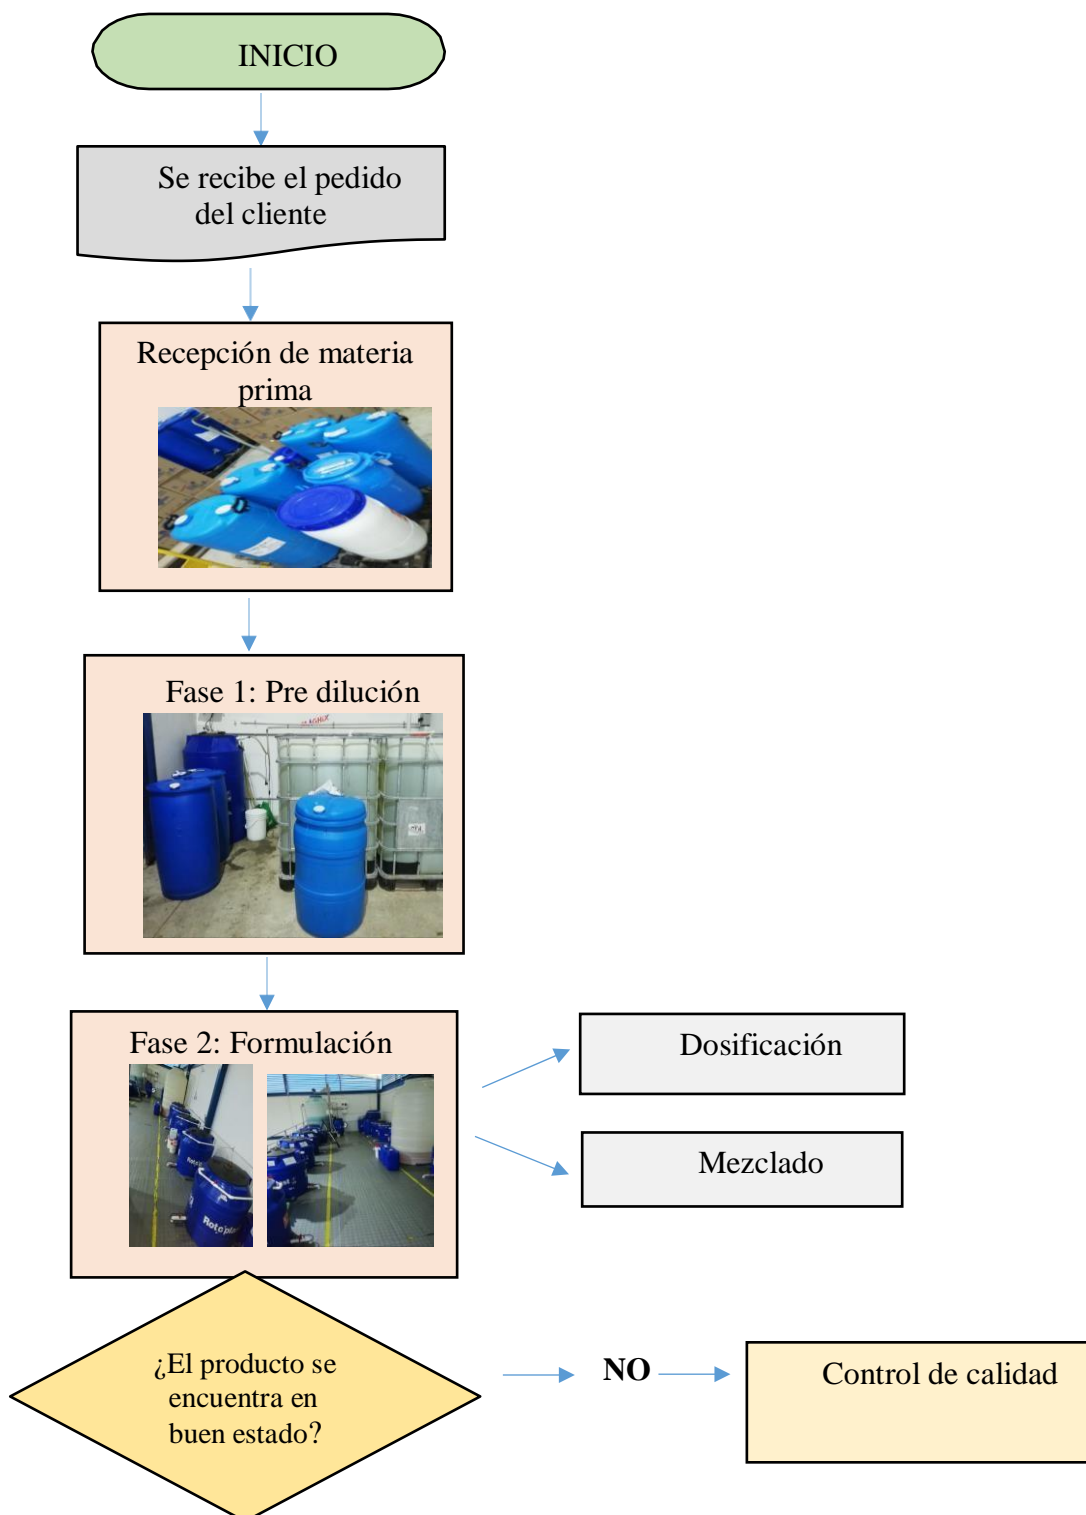 INICIO
Se recibe el pedido
del cliente
Recepción de materia
prima
Fase 1: Pre dilución
Fase 2: Formulación
Dosificación
Mezclado
Rotoplas
¿El producto se
encuentra en
buen estado?
NO
Control de calidad